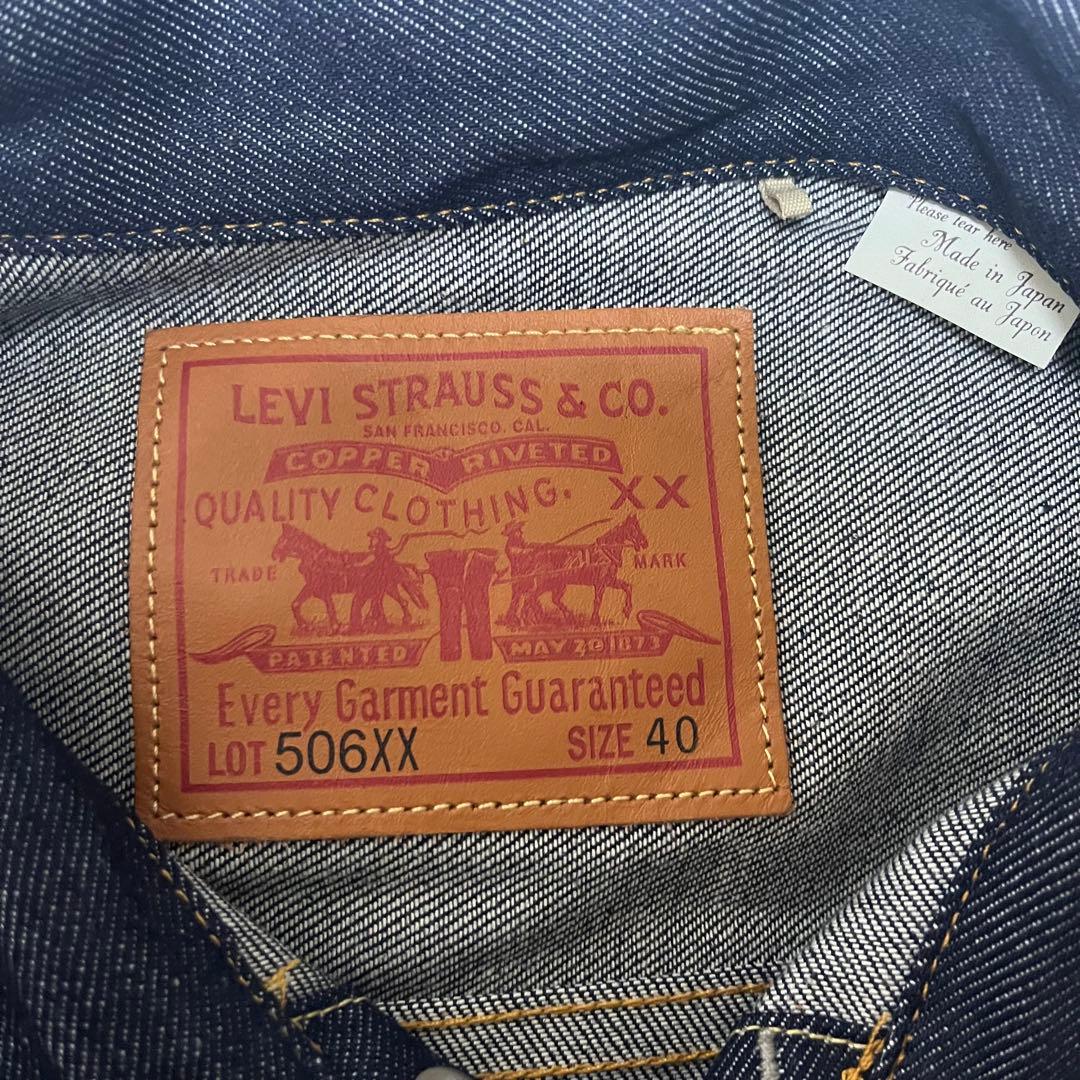 Please tear here
Made in Japan
Fabriqué au Japon
LEVI STRAUSS & CO.
SAN FRANCISCO. CAL.
COPPER RIVETED
QUALITY CLOTHING. XX
TRADE MARK
PATENTED MAY 20 1873
Every Garment Guaranteed
LOT 506XX SIZE 40